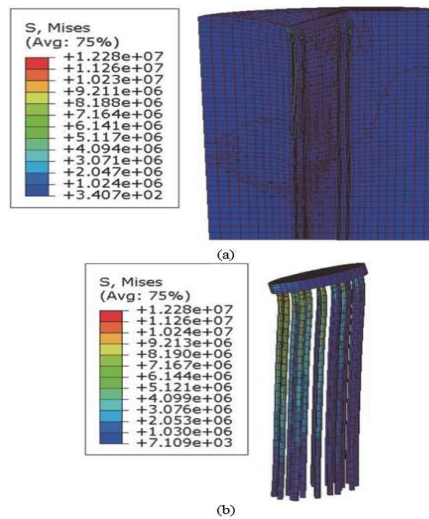 S, Mises
(Avg: 75%)
+1.228e+07
+1.126e+07
+1.023e+07
+9.211e+06
+8.188e+06
+7.164e+06
+6.141e+06
+5.117e+06
+4.094e+06
+3.071e+06
+2.047e+06
+1.024e+06
+3.407e+02
(a)
S, Mises
(Avg: 75%)
+1.228e+07
+1.126e+07
+1.024e+07
+9.213e+06
+8.190e+06
+7.167e+06
+6.144e+06
+5.121e+06
+4.099e+06
+3.076e+06
+2.053e+06
+1.030e+06
+7.109e+03
(b)